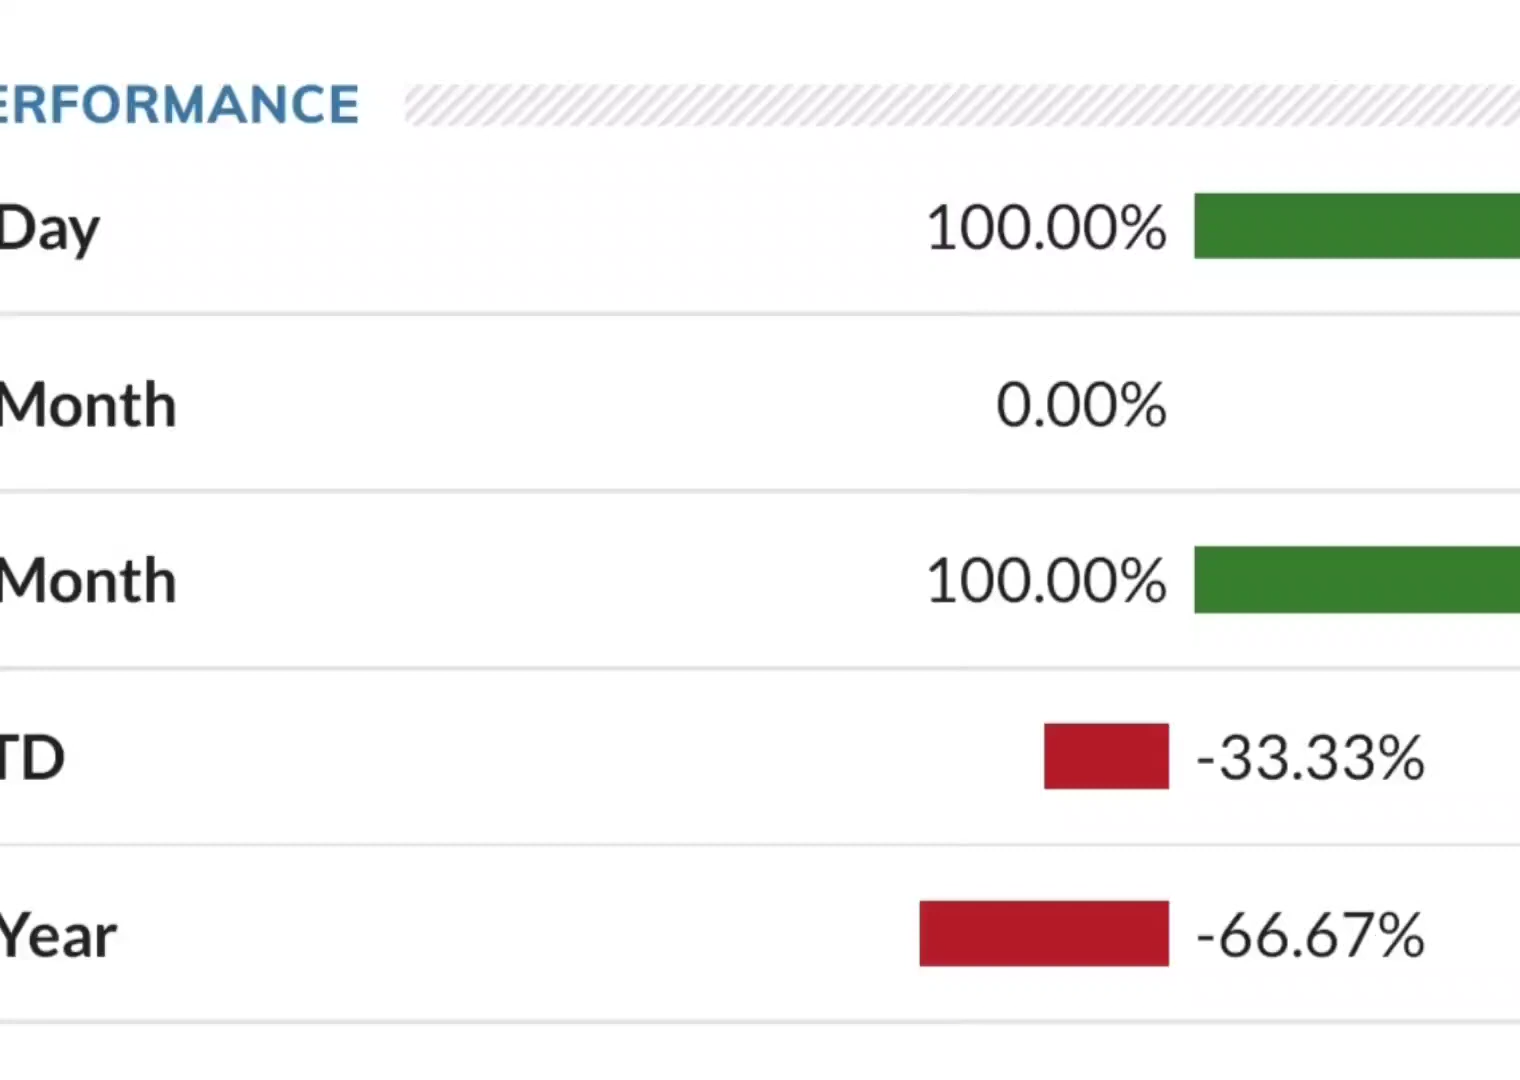 ERFORMANCE
Day 100.00%
Month 0.00%
Month 100.00%
TD -33.33%
Year -66.67%